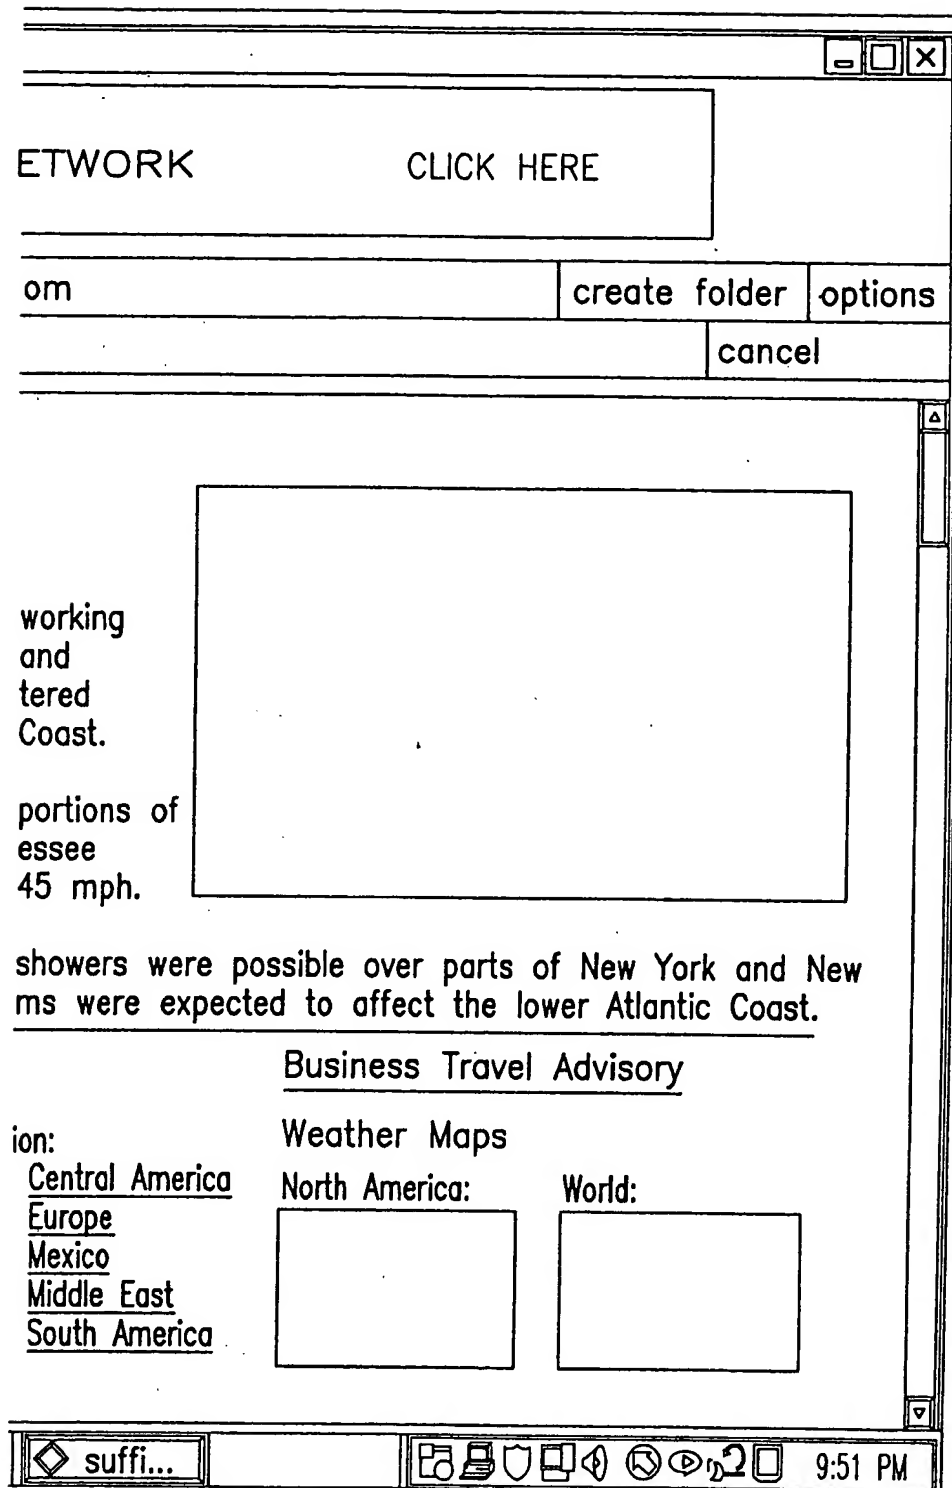 ETWORK CLICK HERE
om create folder options
cancel
working
and
tered
Coast.
portions of
essee
45 mph.
showers were possible over parts of New York and New
ms were expected to affect the lower Atlantic Coast.
Business Travel Advisory
ion:
Central America
Europe
Mexico
Middle East
South America
Weather Maps
North America: World:
suffi... 9:51 PM